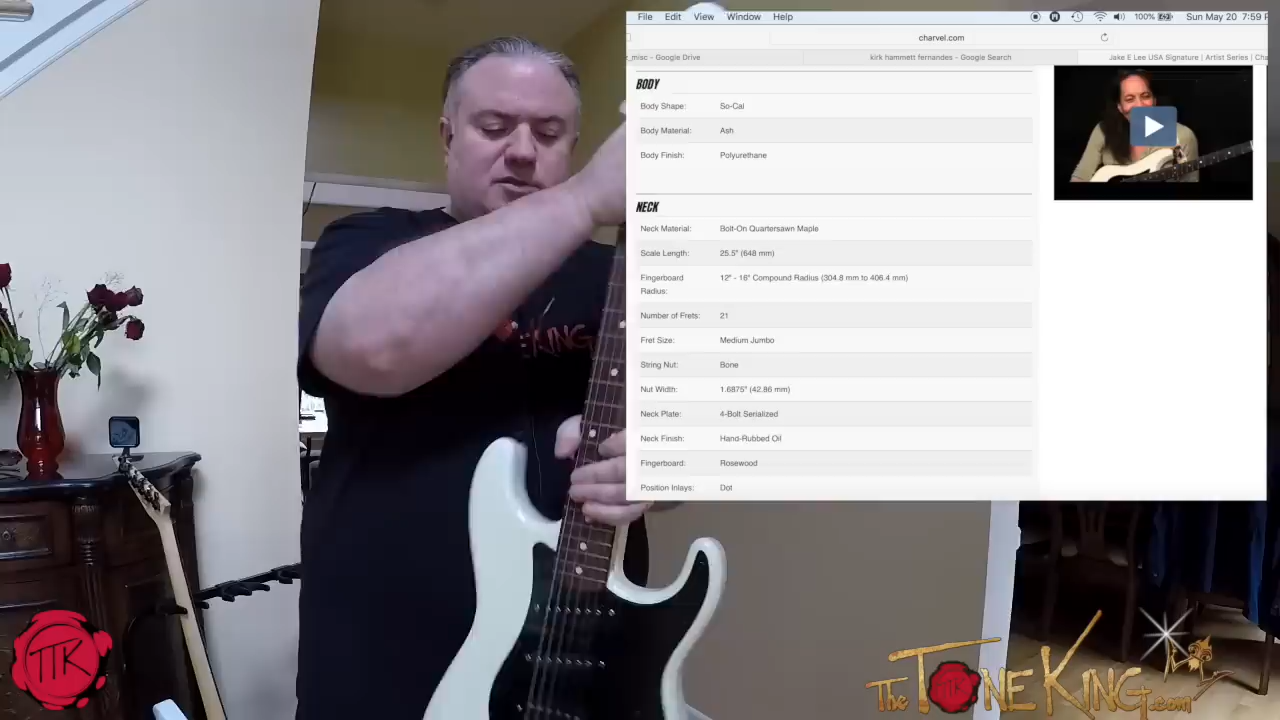 File Edit View Window Help 100% Sun May 20 7:59
charvel.com
_misc - Google Drive kirk hammett fernandes - Google Search Jake E Lee USA Signature | Artist Series | Cha
BODY
Body Shape: So-Cal
Body Material: Ash
Body Finish: Polyurethane
NECK
Neck Material: Bolt-On Quartersawn Maple
Scale Length: 25.5" (648 mm)
Fingerboard Radius: 12" - 16" Compound Radius (304.8 mm to 406.4 mm)
Number of Frets: 21
Fret Size: Medium Jumbo
String Nut: Bone
Nut Width: 1.6875" (42.86 mm)
Neck Plate: 4-Bolt Serialized
Neck Finish: Hand-Rubbed Oil
Fingerboard: Rosewood
Position Inlays: Dot
KING
TTK
The Tone King .com